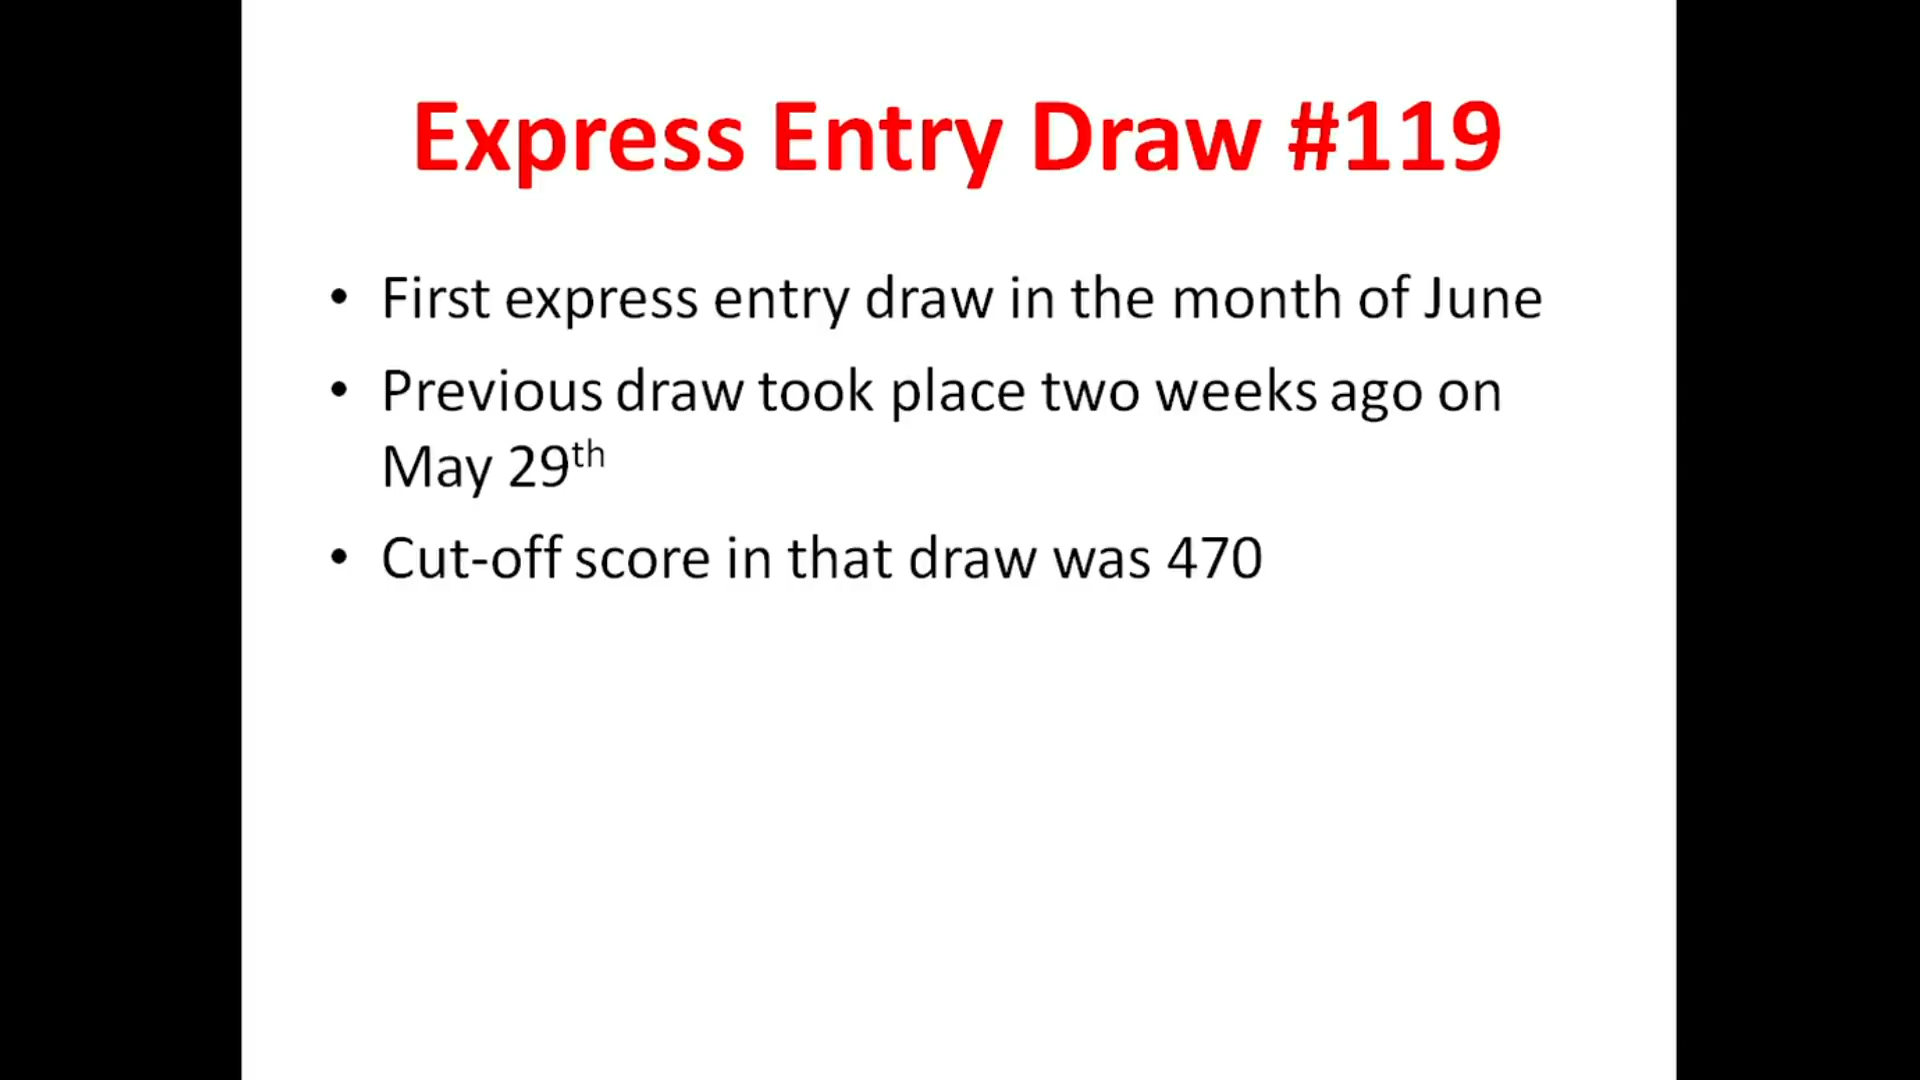 Express Entry Draw #119
• First express entry draw in the month of June
• Previous draw took place two weeks ago on
May 29th
• Cut-off score in that draw was 470